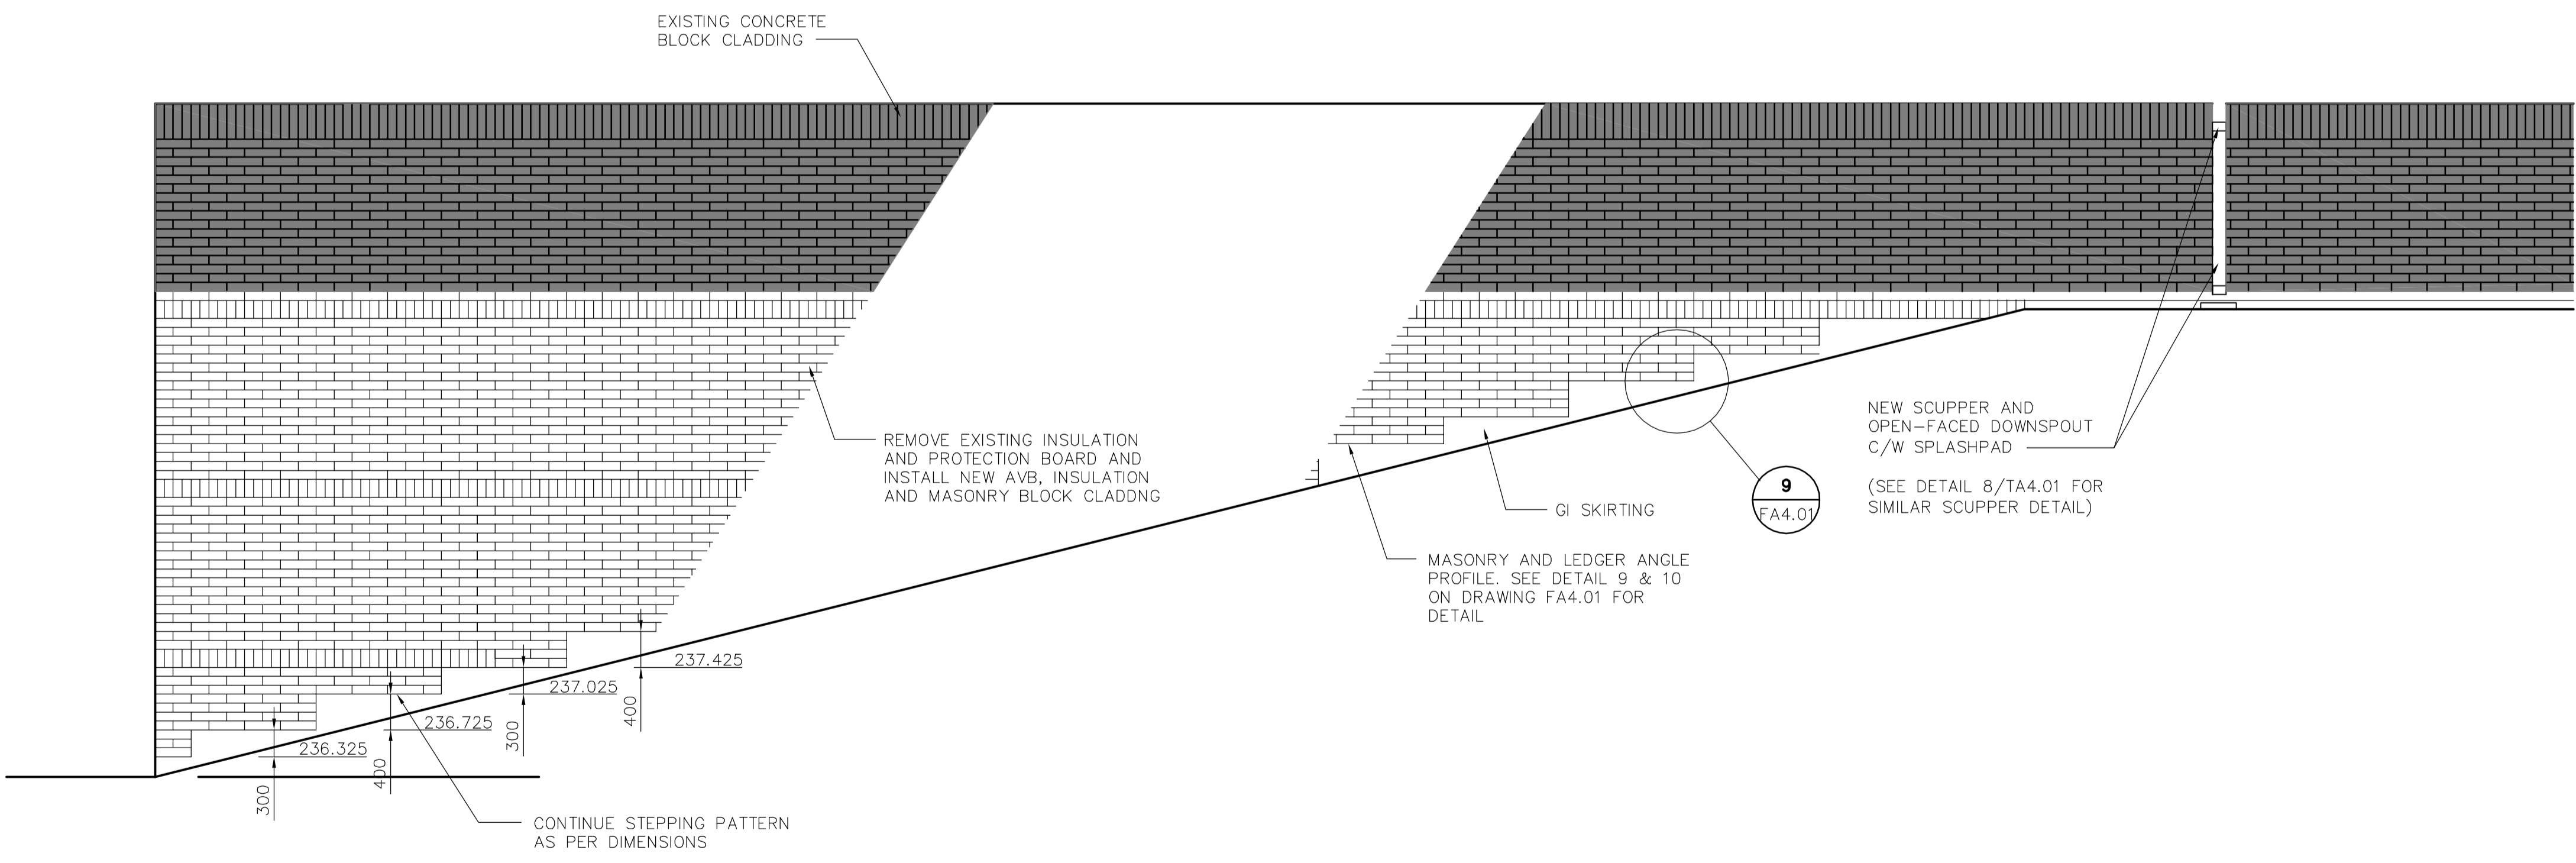 EXISTING CONCRETE
BLOCK CLADDING
REMOVE EXISTING INSULATION
AND PROTECTION BOARD AND
INSTALL NEW AVB, INSULATION
AND MASONRY BLOCK CLADDNG
NEW SCUPPER AND
OPEN-FACED DOWNSPOUT
C/W SPLASHPAD
(SEE DETAIL 8/TA4.01 FOR
SIMILAR SCUPPER DETAIL)
9
FA4.01
GI SKIRTING
MASONRY AND LEDGER ANGLE
PROFILE. SEE DETAIL 9 & 10
ON DRAWING FA4.01 FOR
DETAIL
237.425
237.025
236.725
236.325
300
400
300
400
CONTINUE STEPPING PATTERN
AS PER DIMENSIONS